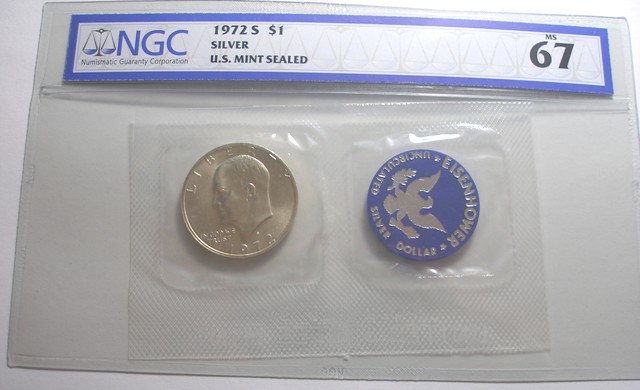 NGC
Numismatic Guaranty Corporation
1972 S $1
SILVER
U.S. MINT SEALED
MS
67
LIBERTY
IN GOD WE
TRUST
1972
EISENHOWER
UNCIRCULATED SILVER DOLLAR